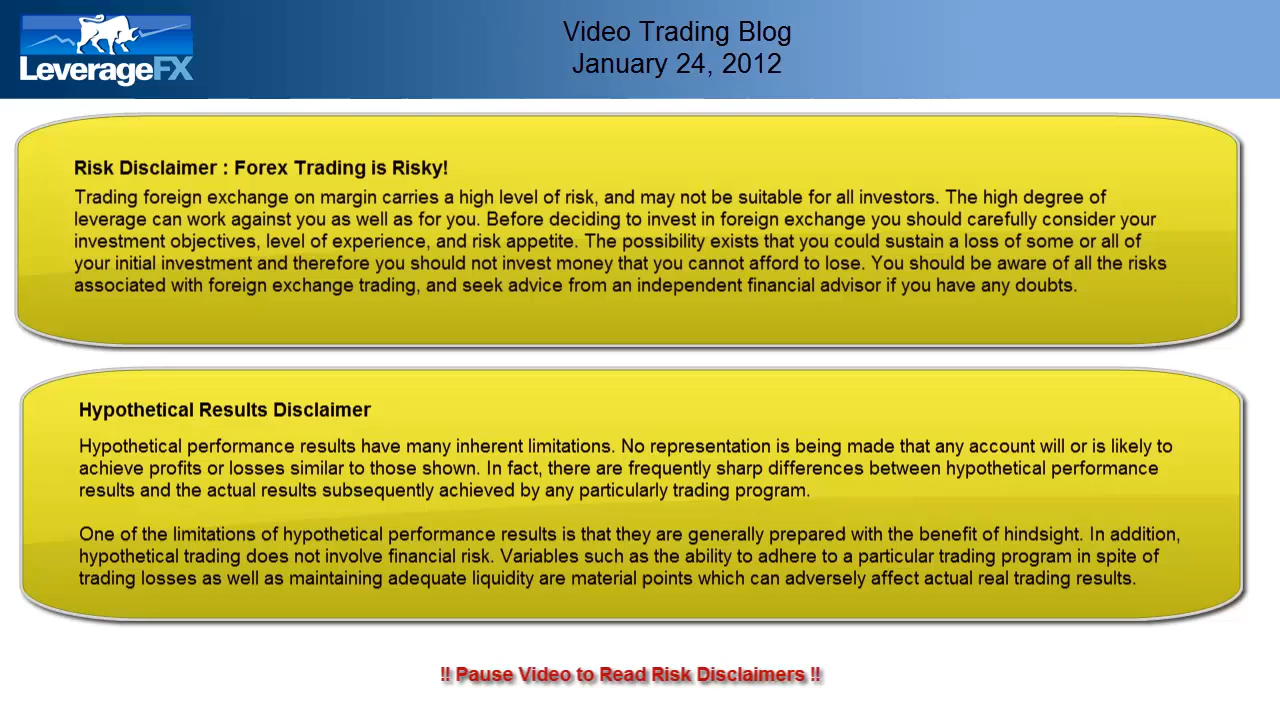 LeverageFX
Video Trading Blog
January 24, 2012
Risk Disclaimer : Forex Trading is Risky!
Trading foreign exchange on margin carries a high level of risk, and may not be suitable for all investors. The high degree of
leverage can work against you as well as for you. Before deciding to invest in foreign exchange you should carefully consider your
investment objectives, level of experience, and risk appetite. The possibility exists that you could sustain a loss of some or all of
your initial investment and therefore you should not invest money that you cannot afford to lose. You should be aware of all the risks
associated with foreign exchange trading, and seek advice from an independent financial advisor if you have any doubts.
Hypothetical Results Disclaimer
Hypothetical performance results have many inherent limitations. No representation is being made that any account will or is likely to
achieve profits or losses similar to those shown. In fact, there are frequently sharp differences between hypothetical performance
results and the actual results subsequently achieved by any particularly trading program.
One of the limitations of hypothetical performance results is that they are generally prepared with the benefit of hindsight. In addition,
hypothetical trading does not involve financial risk. Variables such as the ability to adhere to a particular trading program in spite of
trading losses as well as maintaining adequate liquidity are material points which can adversely affect actual real trading results.
!! Pause Video to Read Risk Disclaimers !!